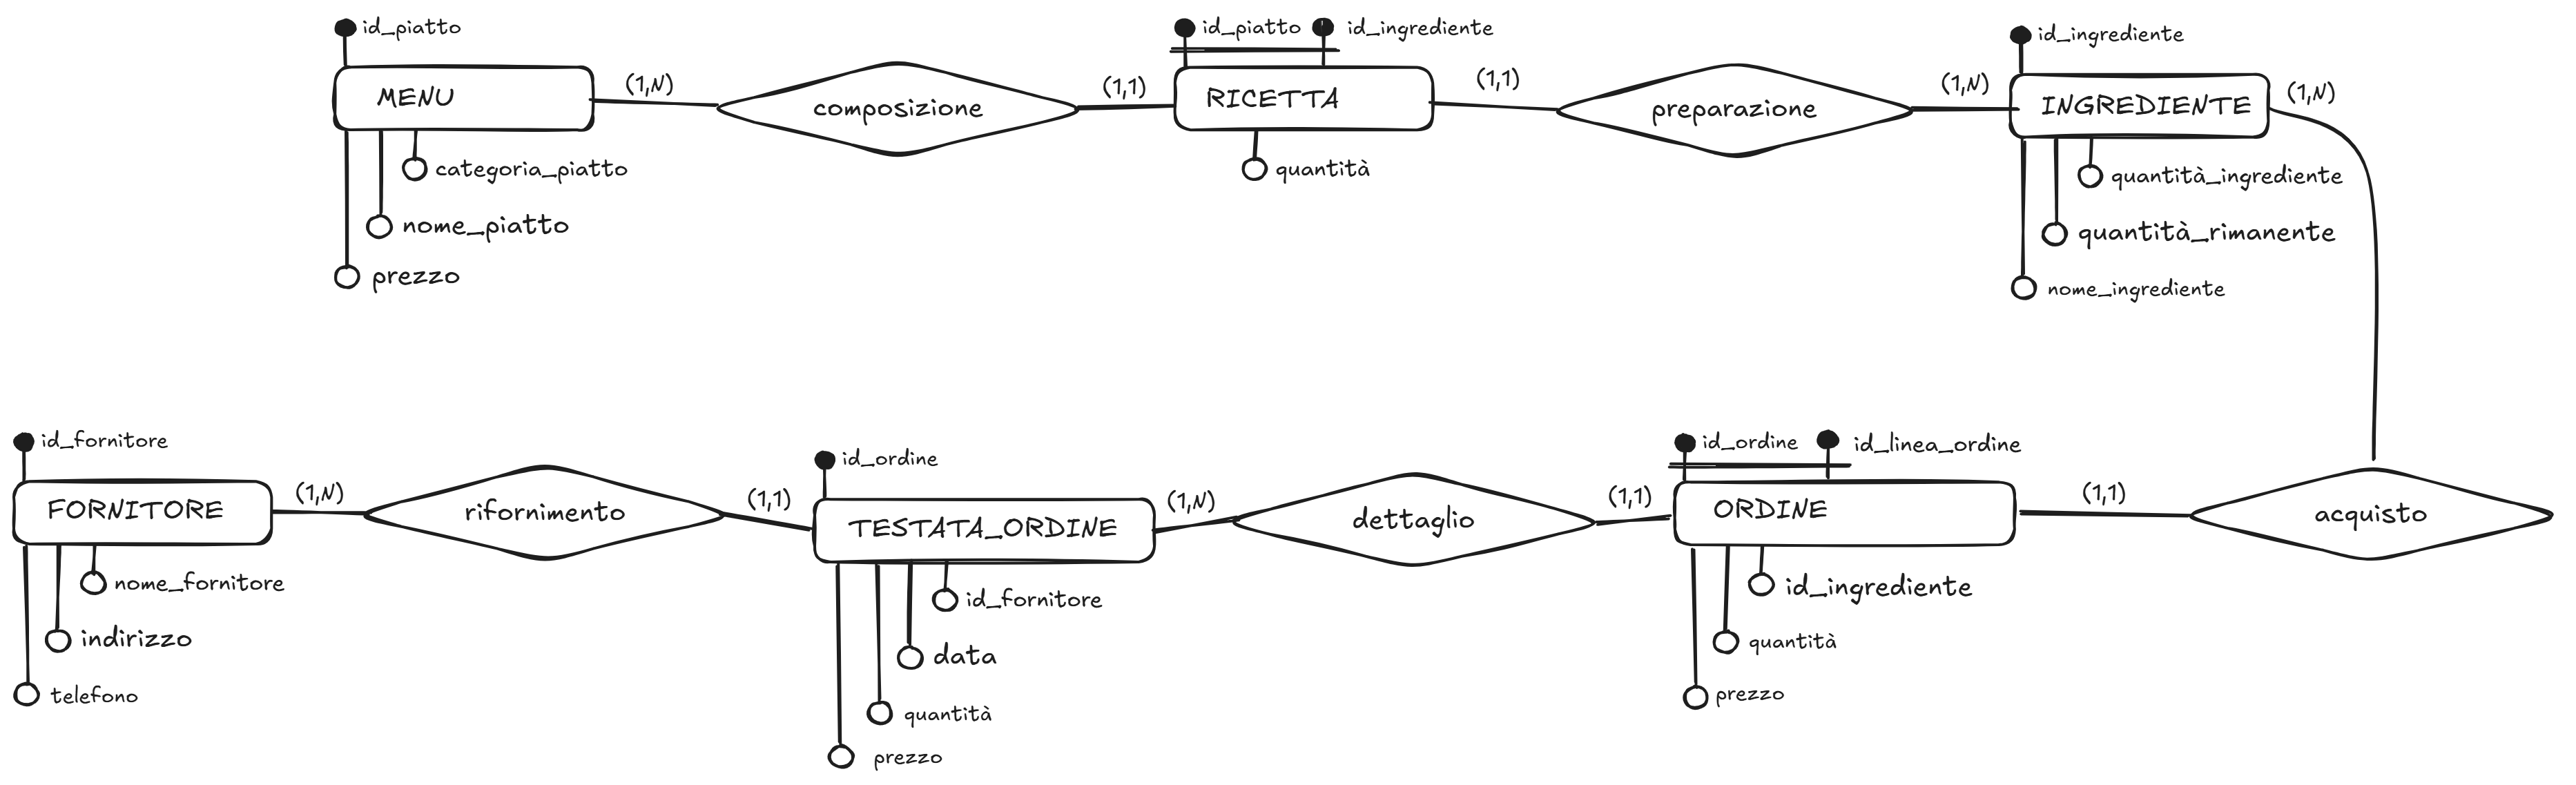 id_piatto
MENU
categoria_piatto
nome_piatto
prezzo
(1,N)
composizione
(1,1)
id_piatto
id_ingrediente
RICETTA
quantità
(1,1)
preparazione
(1,N)
id_ingrediente
INGREDIENTE
(1,N)
quantità_ingrediente
quantità_rimanente
nome_ingrediente
id_fornitore
FORNITORE
nome_fornitore
indirizzo
telefono
(1,N)
rifornimento
(1,1)
id_ordine
TESTATA_ORDINE
id_fornitore
data
quantità
prezzo
(1,N)
dettaglio
(1,1)
id_ordine
id_linea_ordine
ORDINE
id_ingrediente
quantità
prezzo
(1,1)
acquisto